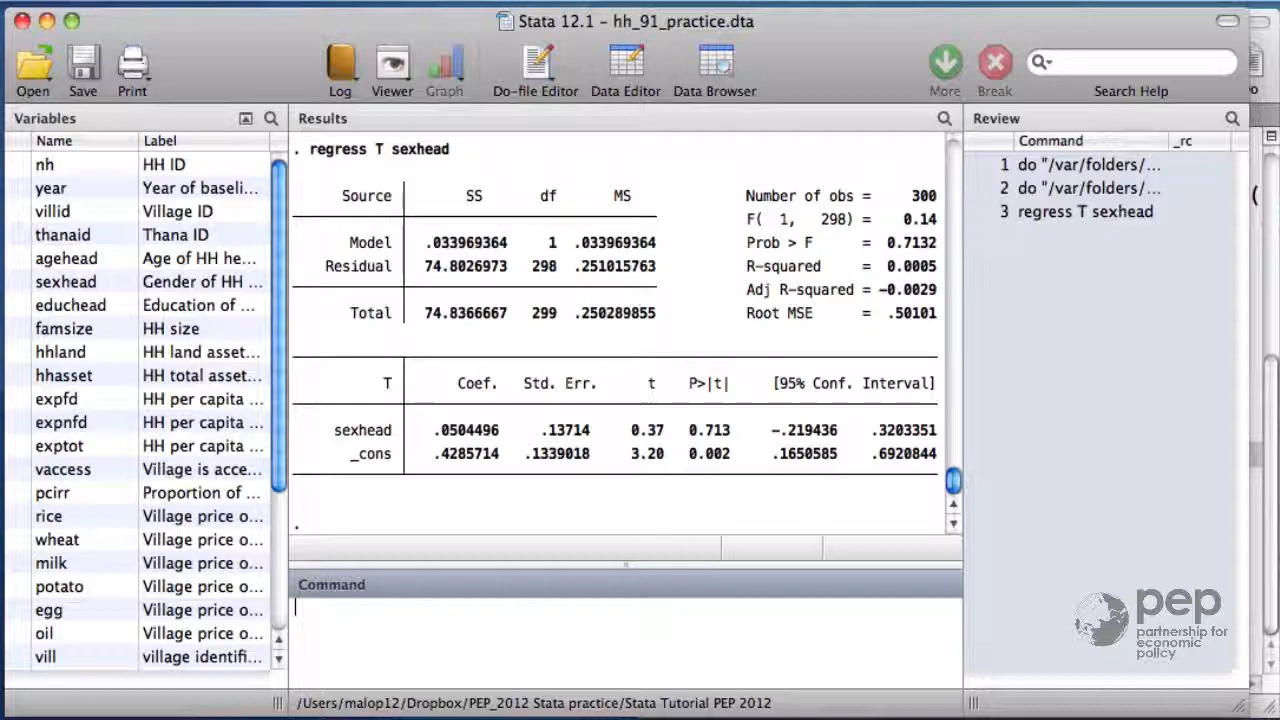 Stata 12.1 – hh_91_practice.dta
Open Save Print Log Viewer Graph Do-file Editor Data Editor Data Browser More Break Search Help
Variables
Name Label
nh HH ID
year Year of baseli...
villid Village ID
thanaid Thana ID
agehead Age of HH he...
sexhead Gender of HH ...
educhead Education of ...
famsize HH size
hhland HH land asset...
hhasset HH total asset...
expfd HH per capita ...
expnfd HH per capita ...
exptot HH per capita ...
vaccess Village is acce...
pcirr Proportion of ...
rice Village price o...
wheat Village price o...
milk Village price o...
potato Village price o...
egg Village price o...
oil Village price o...
vill village identifi...
Results
. regress T sexhead
Source SS df MS Number of obs = 300
F( 1, 298) = 0.14
Model .033969364 1 .033969364 Prob > F = 0.7132
Residual 74.8026973 298 .251015763 R-squared = 0.0005
Adj R-squared = -0.0029
Total 74.8366667 299 .250289855 Root MSE = .50101
T Coef. Std. Err. t P>|t| [95% Conf. Interval]
sexhead .0504496 .13714 0.37 0.713 -.219436 .3203351
_cons .4285714 .1339018 3.20 0.002 .1650585 .6920844
.
Command
Review
Command _rc
1 do "/var/folders/...
2 do "/var/folders/...
3 regress T sexhead
pep
partnership for
economic
policy
/Users/malop12/Dropbox/PEP_2012 Stata practice/Stata Tutorial PEP 2012